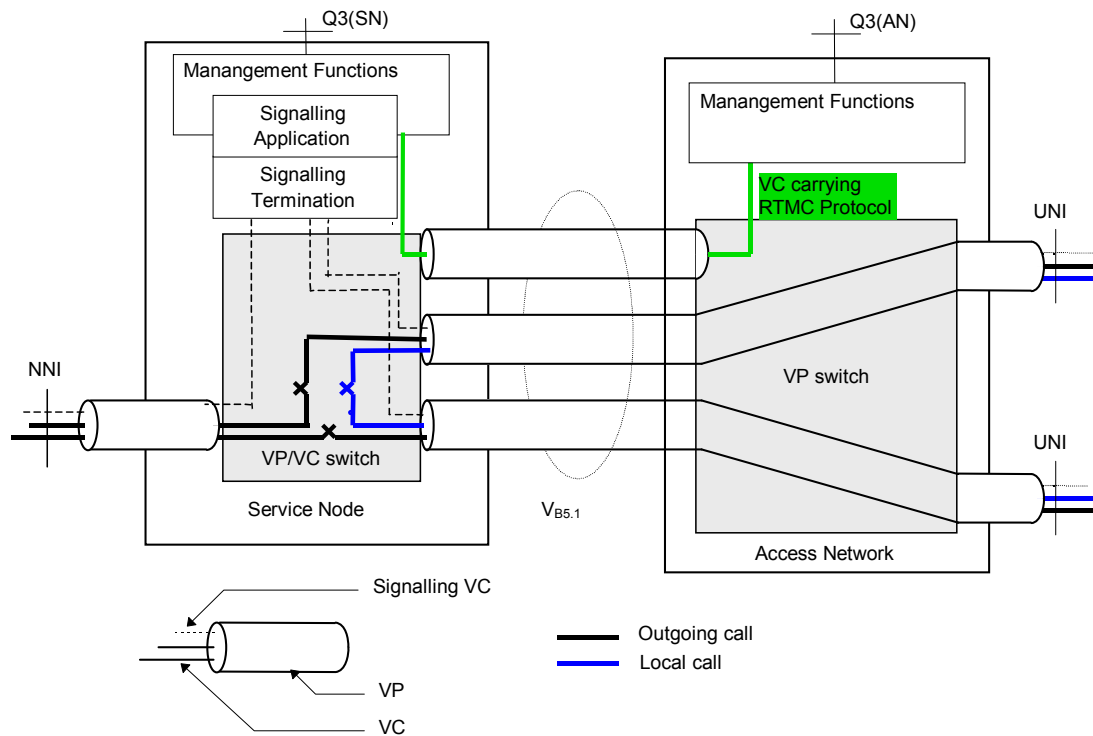 Q3(SN)
Q3(AN)
Manangement Functions
Signalling
Application
Signalling
Termination
Manangement Functions
VC carrying
RTMC Protocol
UNI
NNI
VP switch
VP/VC switch
UNI
Service Node
VB5.1
Access Network
Signalling VC
Outgoing call
Local call
VP
VC